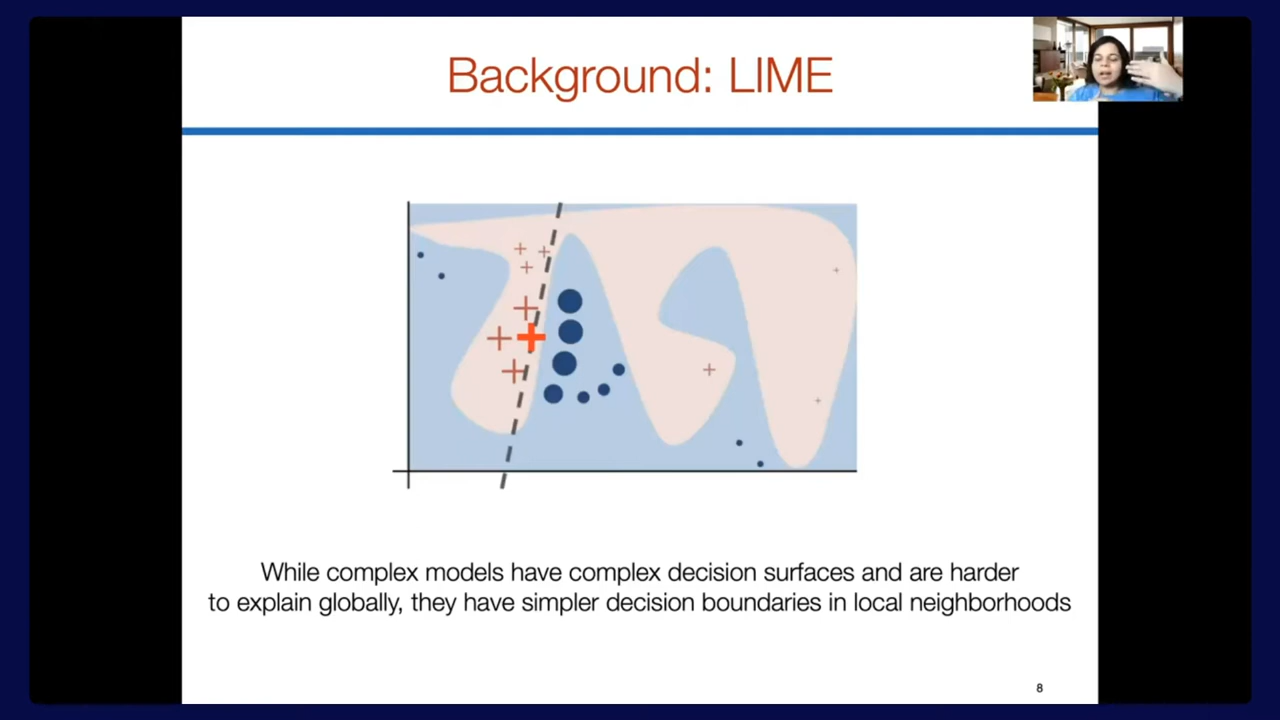 Background: LIME
While complex models have complex decision surfaces and are harder
to explain globally, they have simpler decision boundaries in local neighborhoods
8